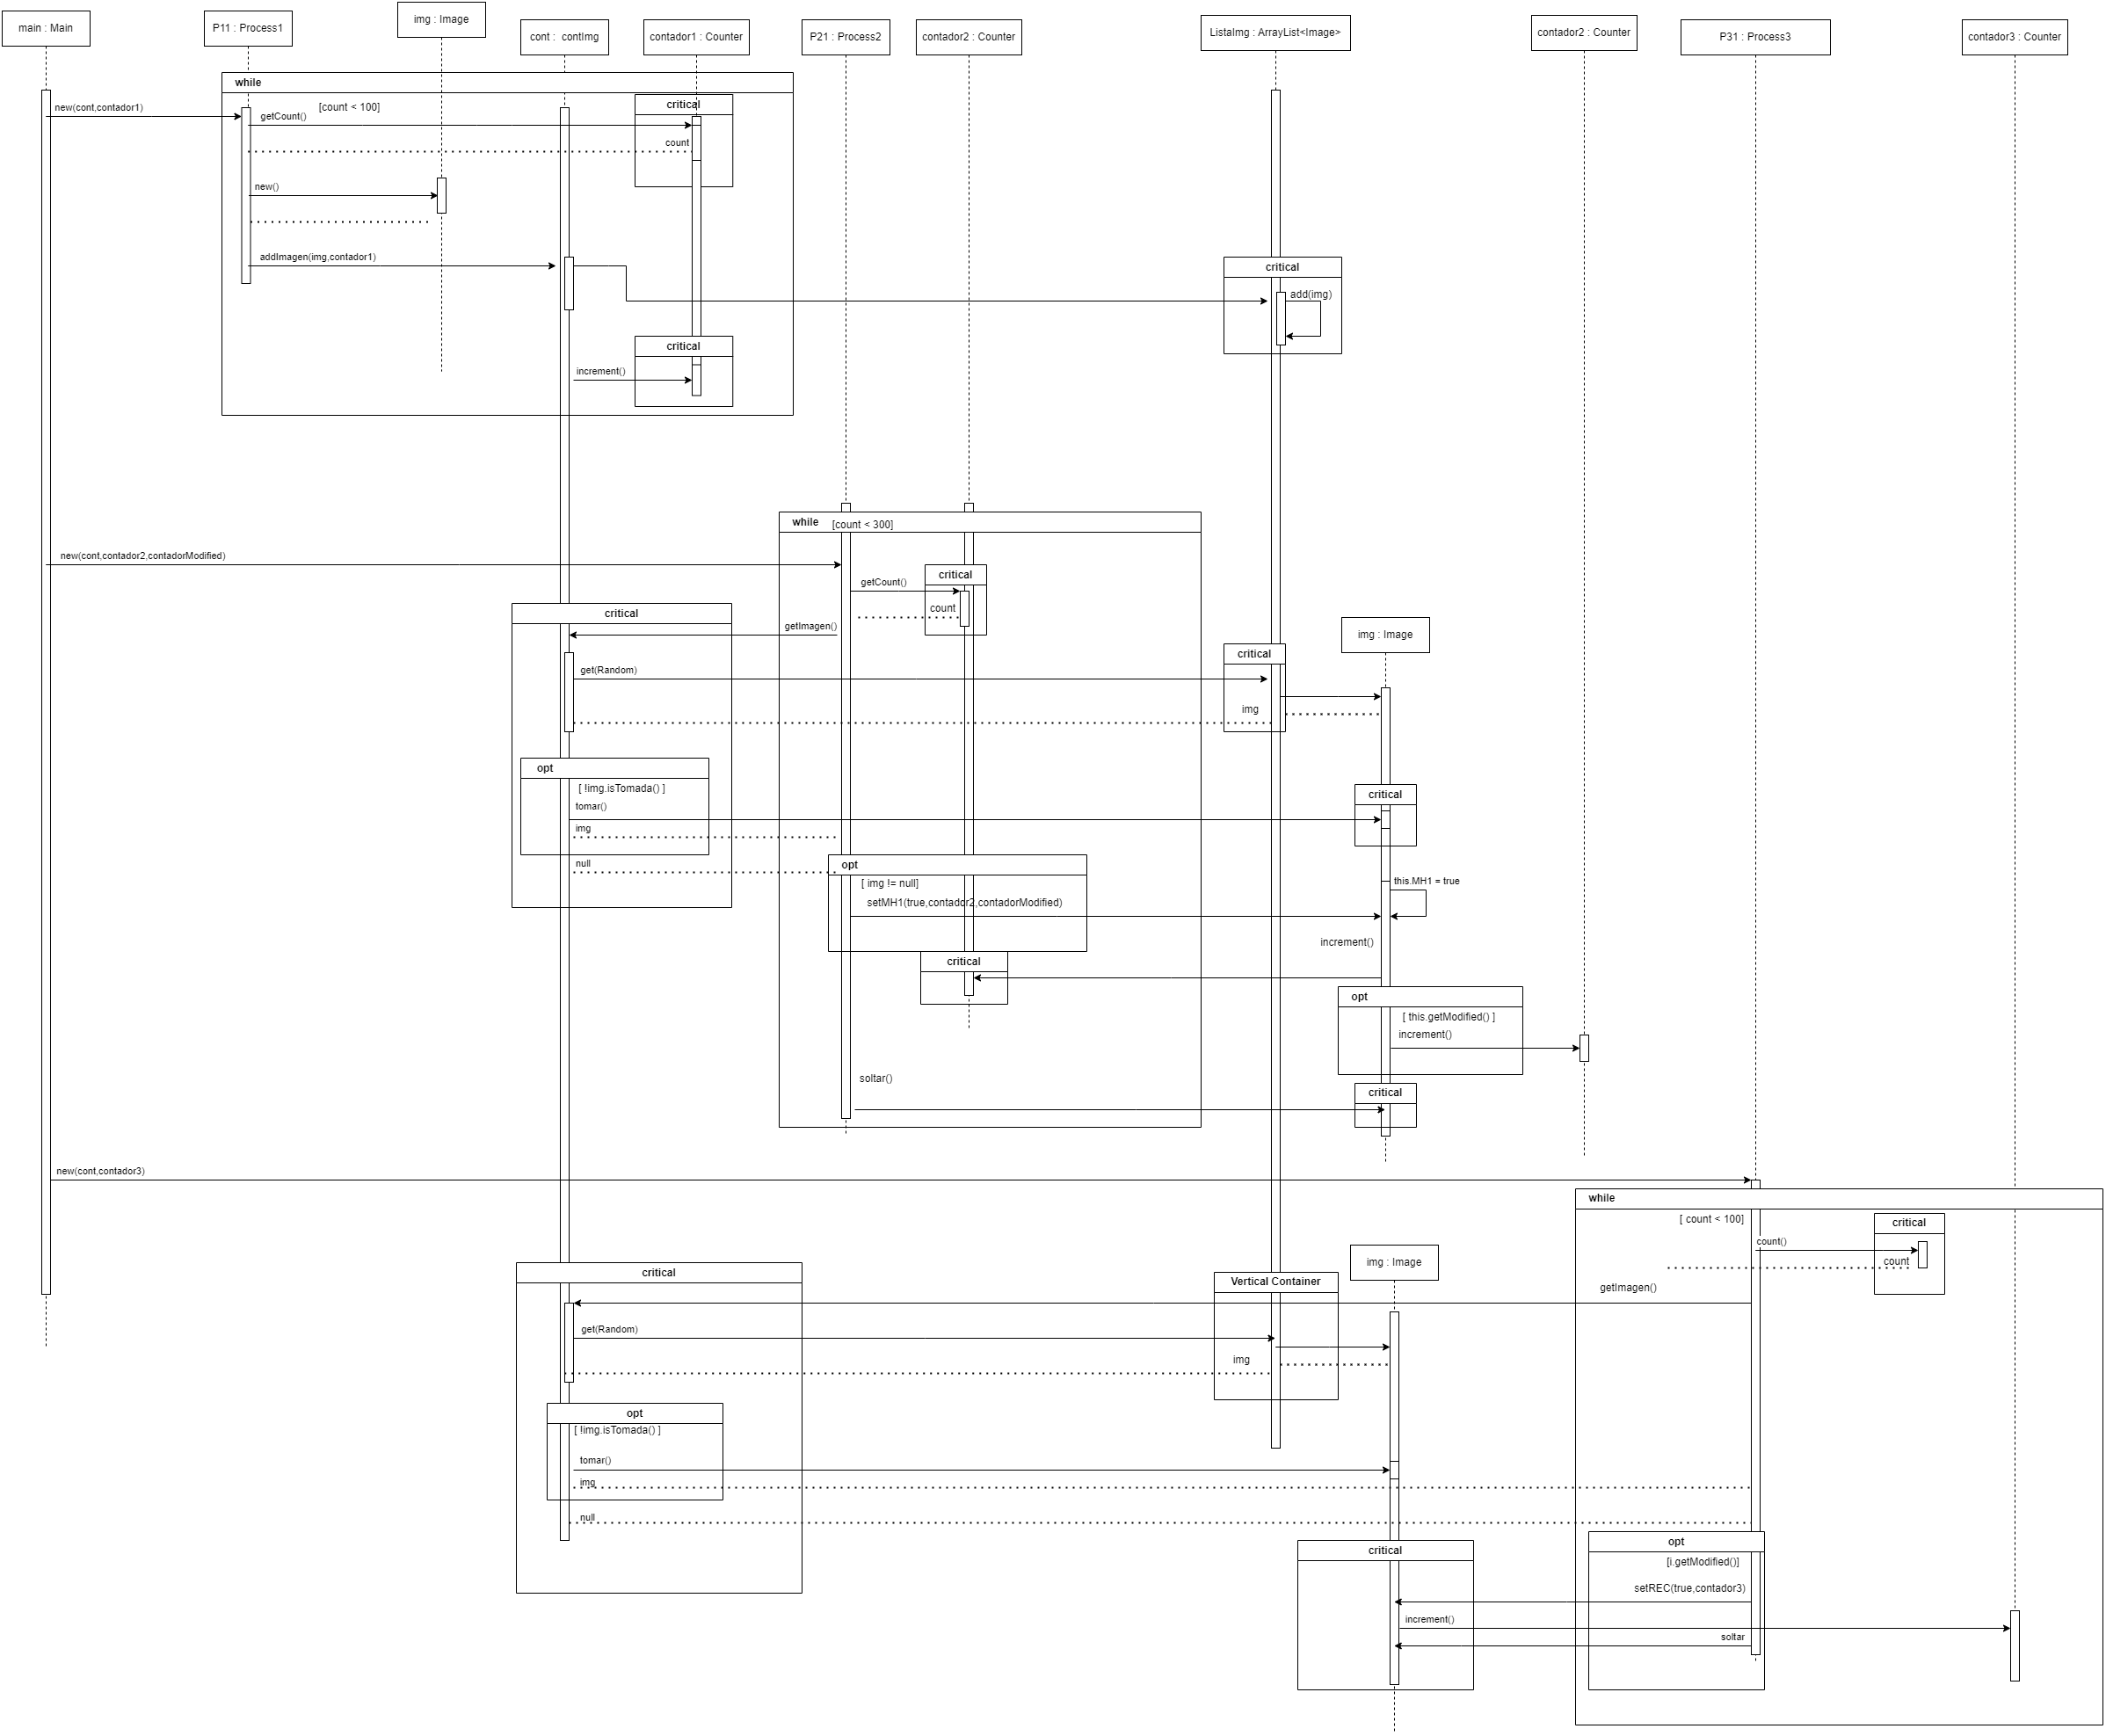 main : Main
P11 : Process1
img : Image
cont :  contImg
contador1 : Counter
P21 : Process2
contador2 : Counter
ListaImg : ArrayList<Image>
contador2 : Counter
P31 : Process3
contador3 : Counter
while
[count < 100]
critical
new(cont,contador1)
getCount()
count
new()
addImagen(img,contador1)
critical
add(img)
critical
increment()
while
[count < 300]
new(cont,contador2,contadorModified)
critical
getCount()
count
critical
getImagen()
img : Image
critical
get(Random)
img
opt
[ !img.isTomada() ]
critical
tomar()
img
null
opt
[ img != null]
this.MH1 = true
setMH1(true,contador2,contadorModified)
increment()
critical
opt
[ this.getModified() ]
increment()
soltar()
critical
new(cont,contador3)
while
[ count < 100]
critical
count()
count
img : Image
critical
Vertical Container
getImagen()
get(Random)
img
opt
[ !img.isTomada() ]
tomar()
img
null
opt
critical
[i.getModified()]
setREC(true,contador3)
increment()
soltar